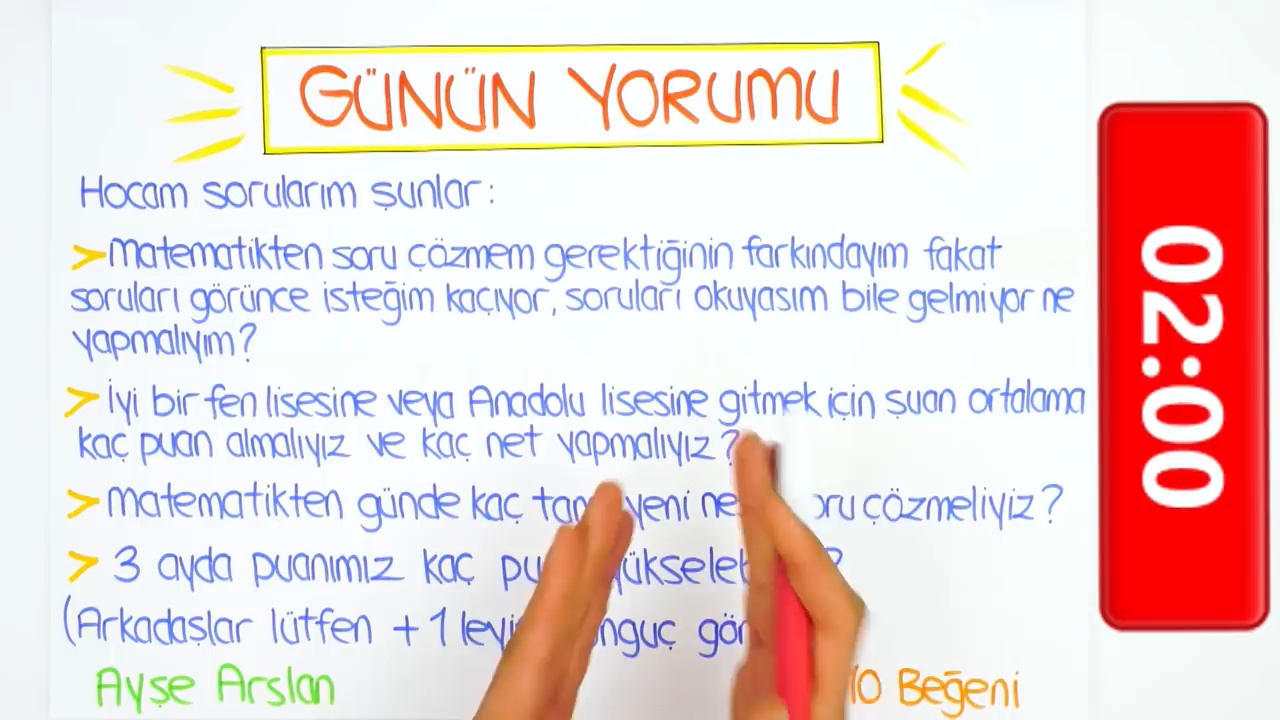 GÜNÜN YORUMU
Hocam sorularım şunlar:
> Matematikten soru çözmem gerektiğinin farkındayım fakat
soruları görünce isteğim kaçıyor, soruları okuyasım bile gelmiyor ne
yapmalıyım?
> İyi bir fen lisesine veya Anadolu lisesine gitmek için şuan ortalama
kaç puan almalıyız ve kaç net yapmalıyız?
> Matematikten günde kaç yeni çözmeliyiz?
> 3 ayda puanımız kaç
(Arkadaşlar lütfen +1
Ayşe Arslan
10 Beğeni
02:00